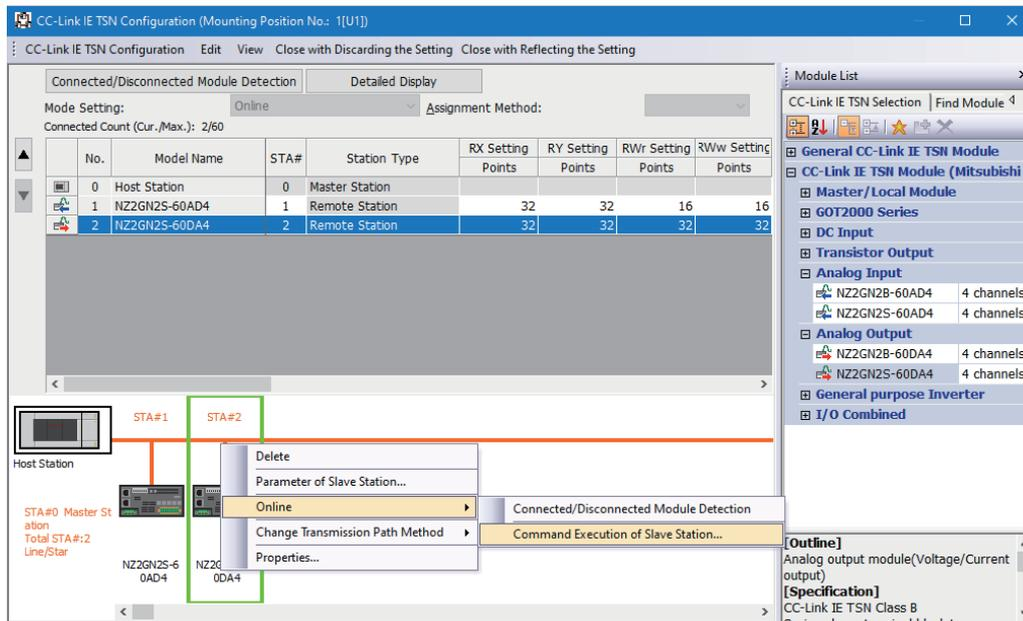 CC-Link IE TSN Configuration (Mounting Position No.: 1[U1])
CC-Link IE TSN Configuration Edit View Close with Discarding the Setting Close with Reflecting the Setting
Connected/Disconnected Module Detection Detailed Display
Mode Setting: Online Assignment Method:
Connected Count (Cur./Max.): 2/60
No. Model Name STA# Station Type RX Setting RY Setting RWr Setting RWw Setting
Points Points Points Points
0 Host Station 0 Master Station
1 NZ2GN2S-60AD4 1 Remote Station 32 32 16 16
2 NZ2GN2S-60DA4 2 Remote Station 32 32 32 32
STA#1 STA#2
Host Station
STA#0 Master St
ation
Total STA#:2
Line/Star
NZ2GN2S-6
0AD4
NZ2G
0DA4
Delete
Parameter of Slave Station...
Online
Change Transmission Path Method
Properties...
Connected/Disconnected Module Detection
Command Execution of Slave Station...
Module List
CC-Link IE TSN Selection Find Module
General CC-Link IE TSN Module
CC-Link IE TSN Module (Mitsubishi
Master/Local Module
GOT2000 Series
DC Input
Transistor Output
Analog Input
NZ2GN2B-60AD4 4 channels
NZ2GN2S-60AD4 4 channels
Analog Output
NZ2GN2B-60DA4 4 channels
NZ2GN2S-60DA4 4 channels
General purpose Inverter
I/O Combined
[Outline]
Analog output module(Voltage/Current
output)
[Specification]
CC-Link IE TSN Class B